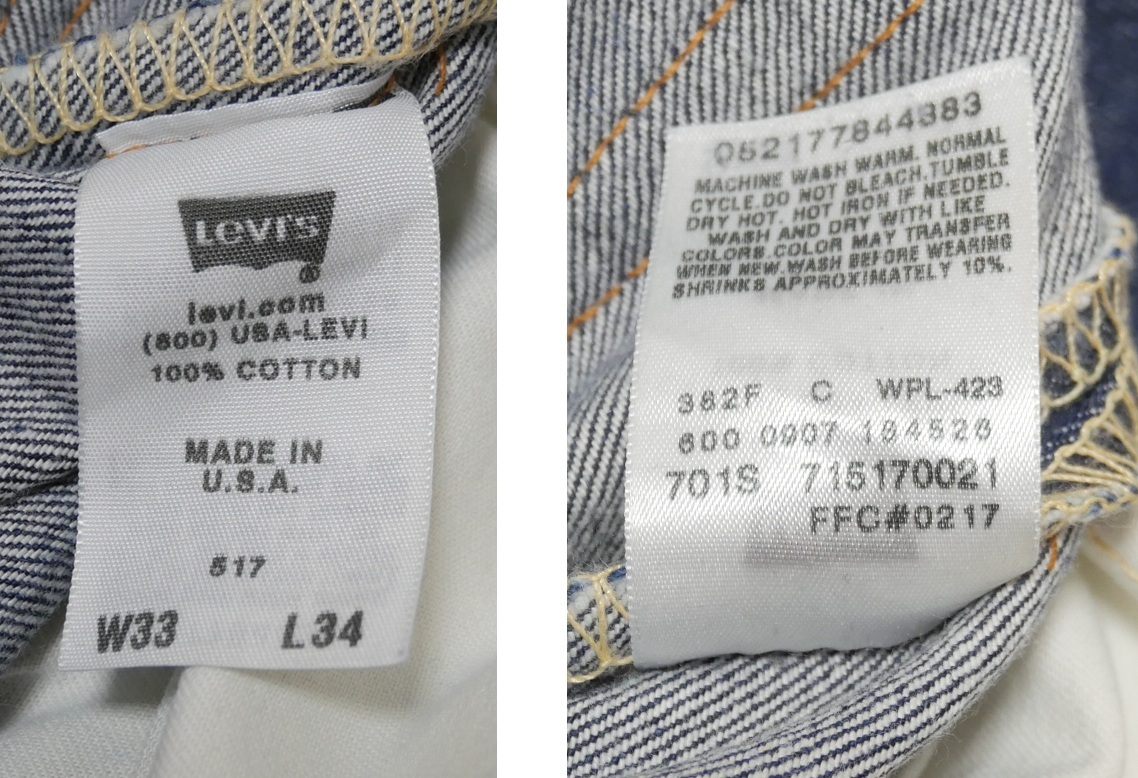 Levi's
®
levi.com
(800) USA-LEVI
100% COTTON
MADE IN
U.S.A.
517
W33 L34
052177844383
MACHINE WASH WARM. NORMAL
CYCLE.DO NOT BLEACH.TUMBLE
DRY HOT. HOT IRON IF NEEDED.
WASH AND DRY WITH LIKE
COLORS.COLOR MAY TRANSFER
WHEN NEW.WASH BEFORE WEARING
SHRINKS APPROXIMATELY 10%.
362F C WPL-423
600 0907 184526
701S 715170021
FFC#0217